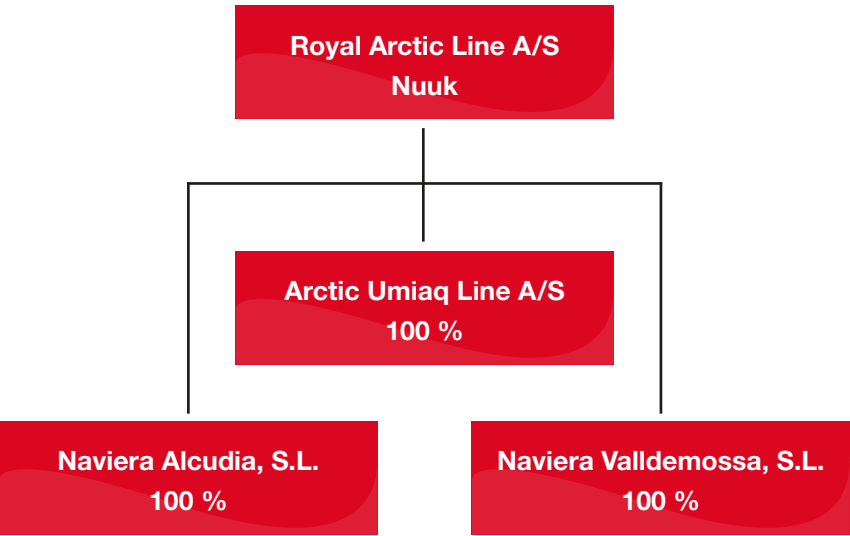 Royal Arctic Line A/S
Nuuk
Arctic Umiaq Line A/S
100 %
Naviera Alcudia, S.L.
100 %
Naviera Valldemossa, S.L.
100 %